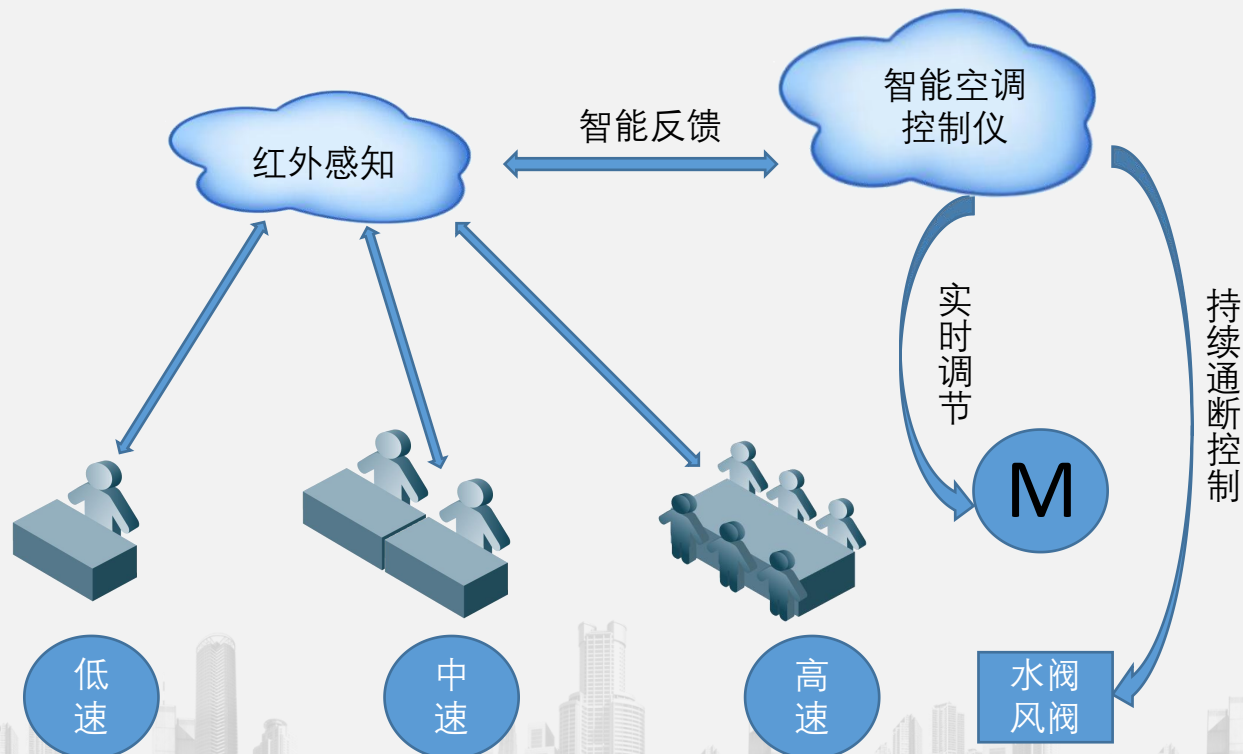 智能空调
控制仪
智能反馈
红外感知
实时调节
持续通断控制
M
低
速
中
速
高
速
水阀
风阀